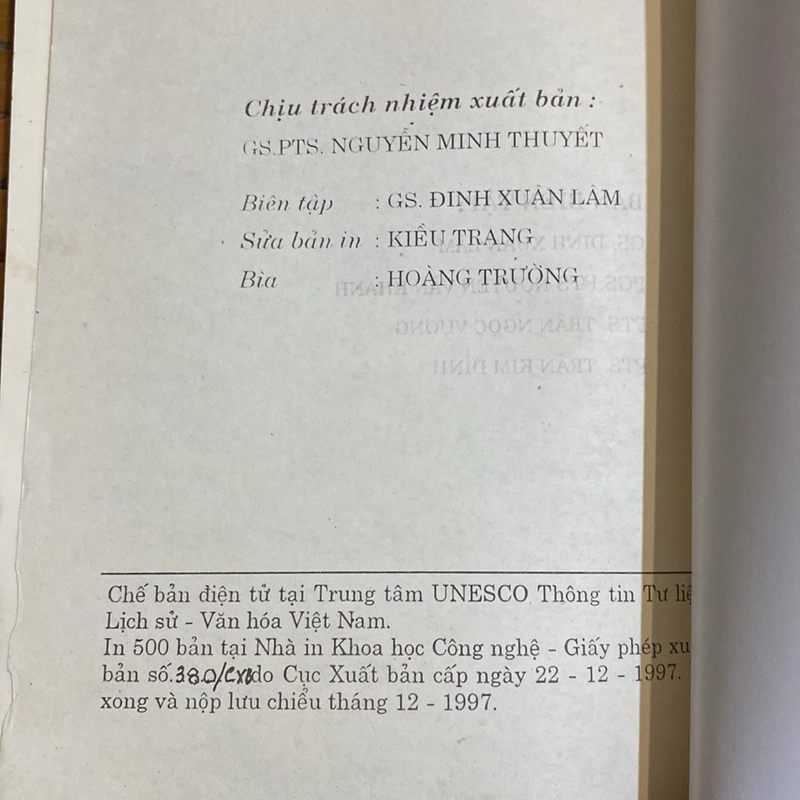 Chịu trách nhiệm xuất bản :
GS.PTS. NGUYỄN MINH THUYẾT
Biên tập : GS. ĐINH XUÂN LÂM
Sửa bản in : KIỀU TRANG
Bìa : HOÀNG TRƯỜNG
Chế bản điện tử tại Trung tâm UNESCO Thông tin Tư
Lịch sử - Văn hóa Việt Nam.
In 500 bản tại Nhà in Khoa học Công nghệ - Giấy phép
bản số.380/CXB do Cục Xuất bản cấp ngày 22 - 12 - 1997.
xong và nộp lưu chiểu tháng 12 - 1997.